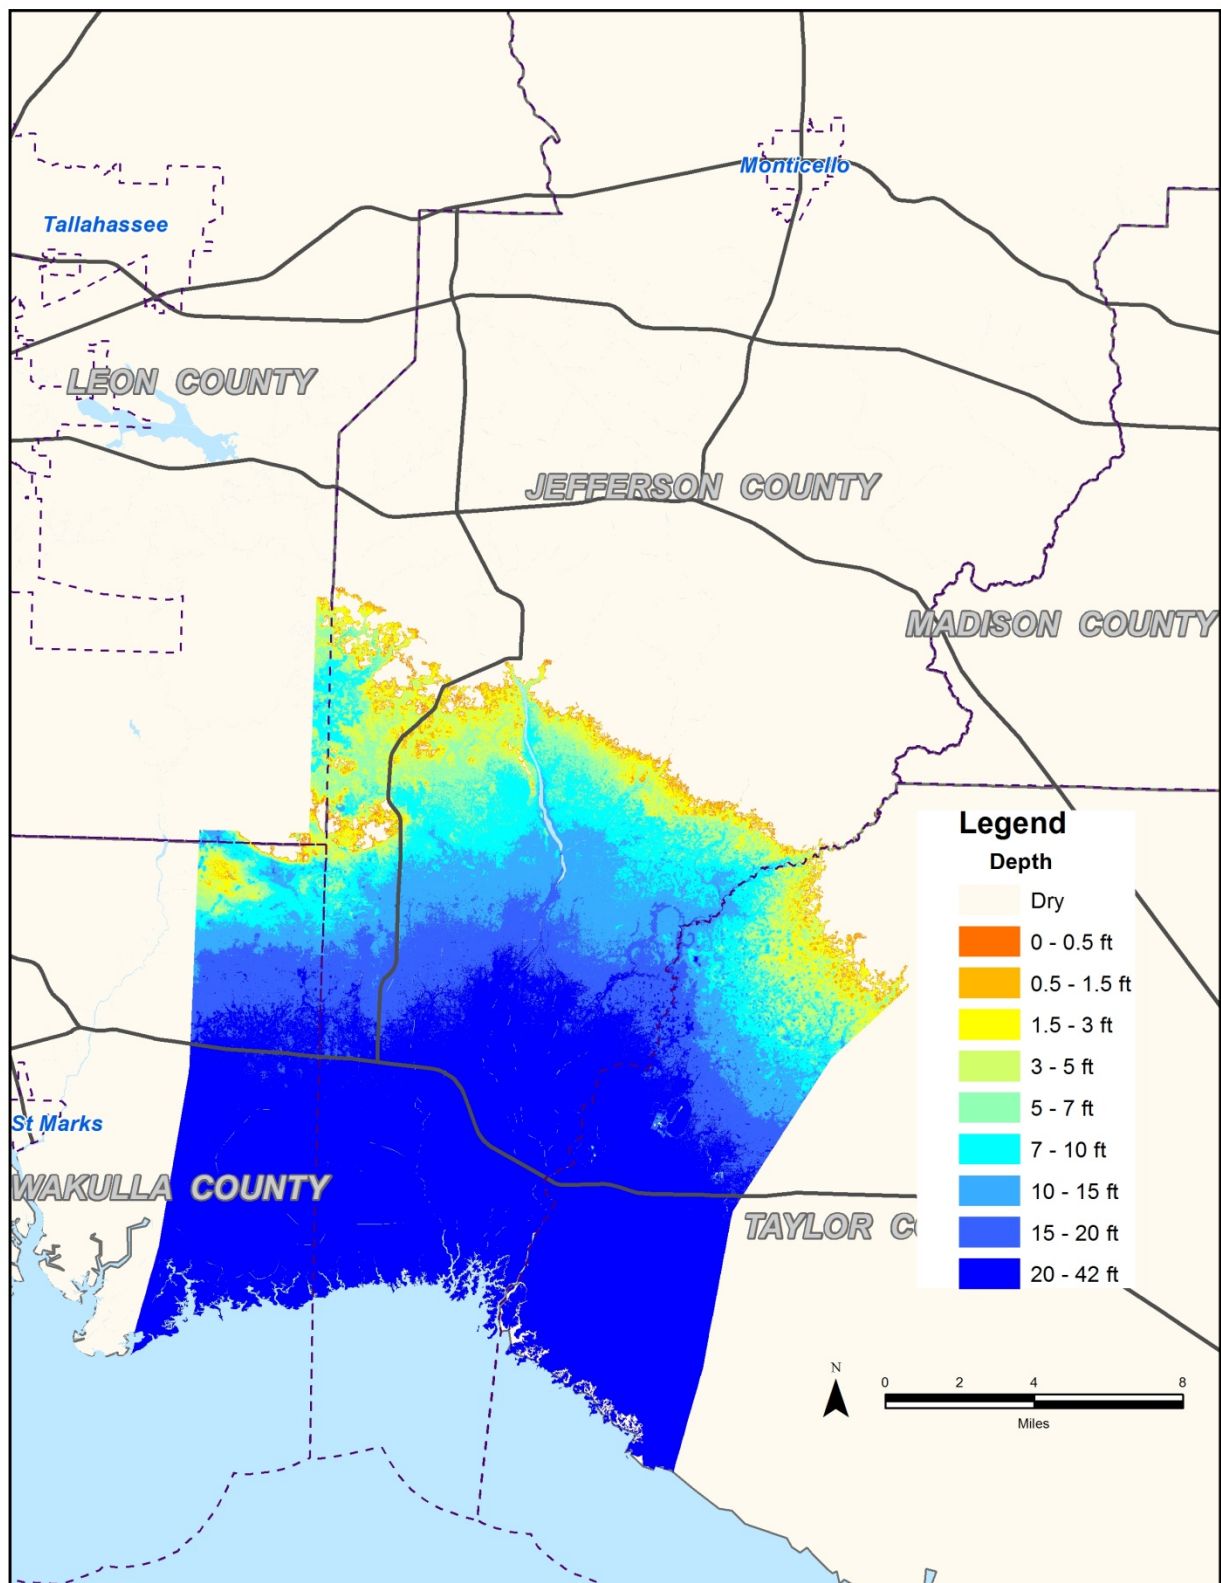 Monticello
Tallahassee
LEON COUNTY
JEFFERSON COUNTY
MADISON COUNTY
Legend
Depth
Dry
0 - 0.5 ft
0.5 - 1.5 ft
1.5 - 3 ft
3 - 5 ft
5 - 7 ft
7 - 10 ft
10 - 15 ft
15 - 20 ft
20 - 42 ft
St Marks
WAKULLA COUNTY
TAYLOR CO
N
0 2 4 8
Miles